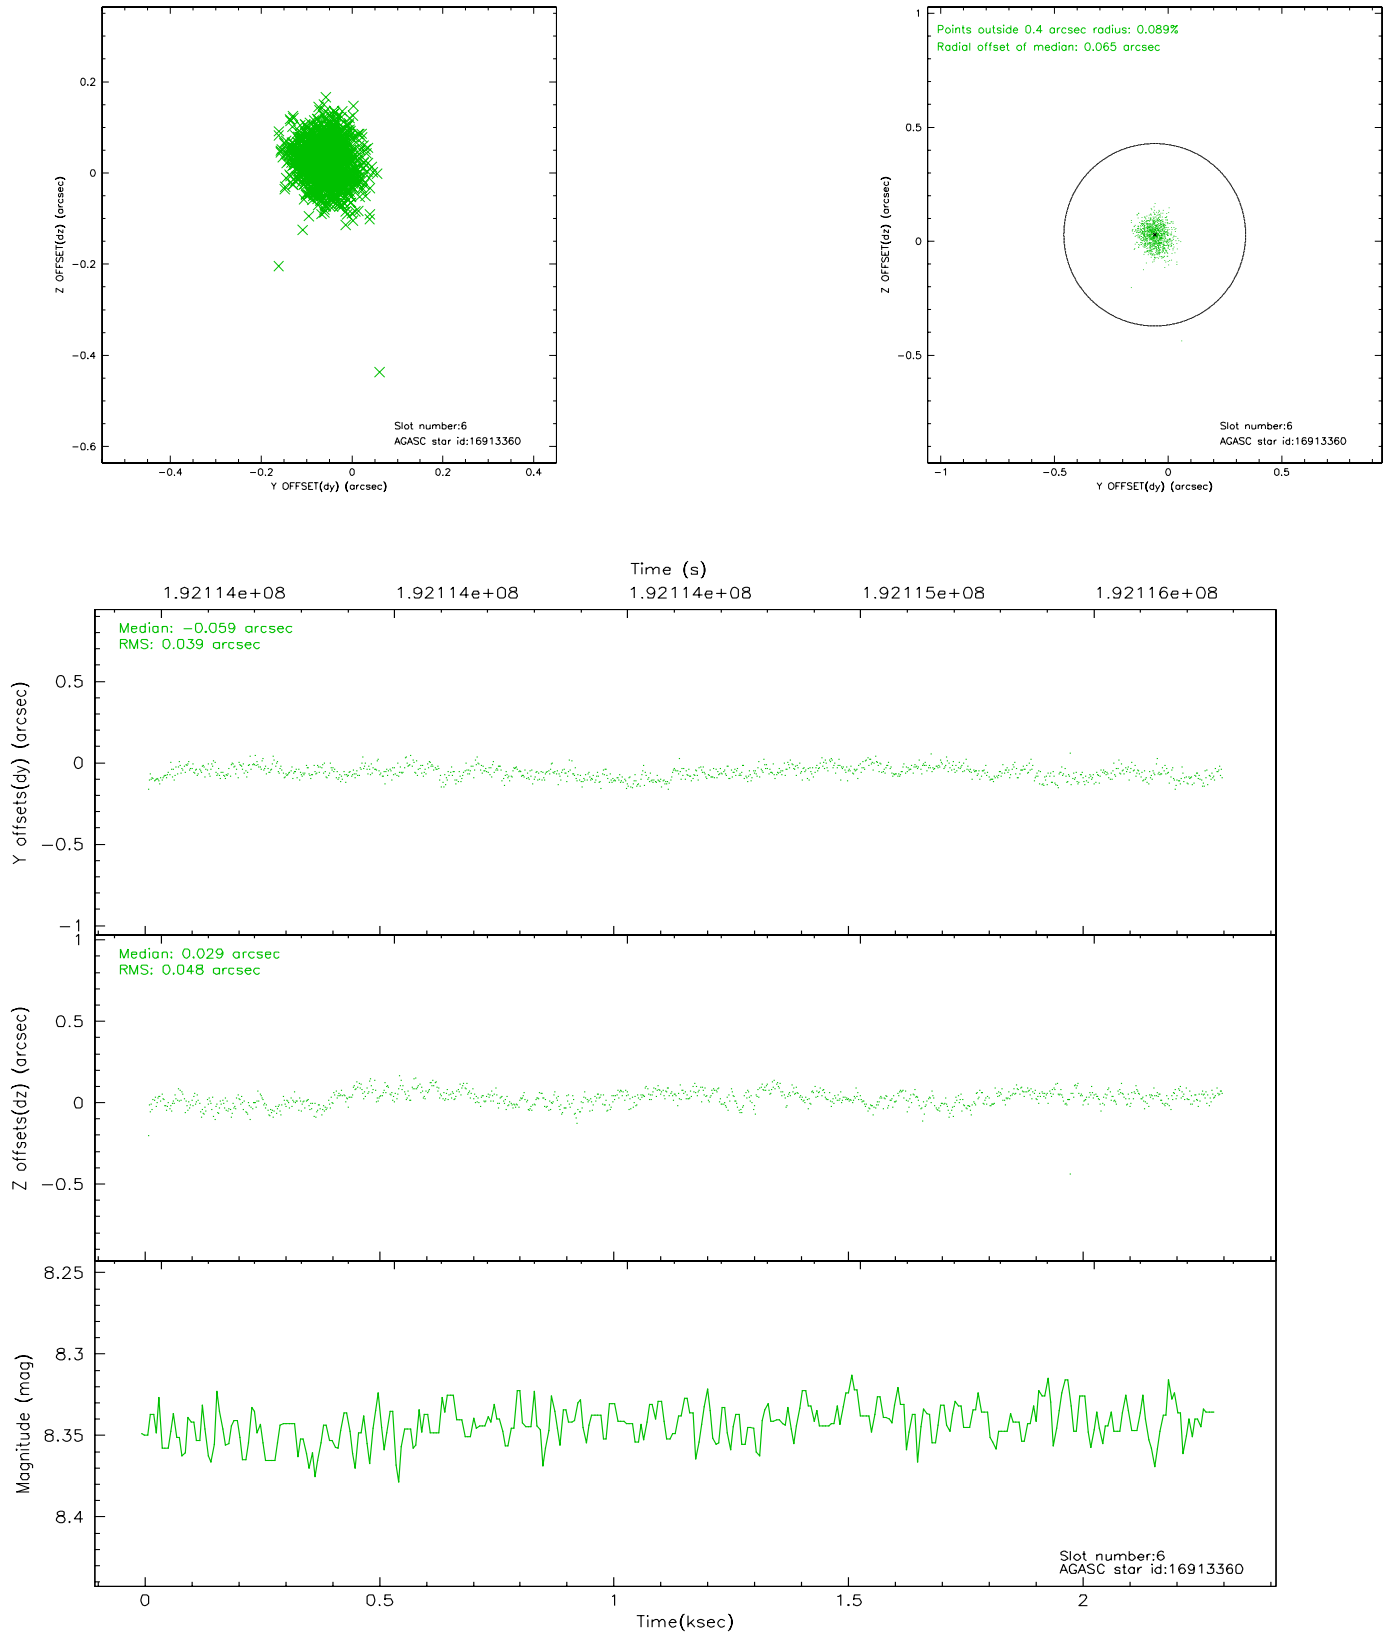 0.2
0
−0.2
−0.4
−0.6
Z OFFSET(dz) (arcsec)
Slot number:6
AGASC star id:16913360
−0.4 −0.2 0 0.2 0.4
Y OFFSET(dy) (arcsec)
Points outside 0.4 arcsec radius: 0.089%
Radial offset of median: 0.065 arcsec
1
0.5
0
−0.5
Z OFFSET(dz) (arcsec)
Slot number:6
AGASC star id:16913360
−1 −0.5 0 0.5
Y OFFSET(dy) (arcsec)
Time (s)
1.92114e+08 1.92114e+08 1.92114e+08 1.92115e+08 1.92116e+08
Median: −0.059 arcsec
RMS: 0.039 arcsec
0.5
0
−0.5
−1
Y offsets(dy) (arcsec)
Median: 0.029 arcsec
RMS: 0.048 arcsec
1
0.5
0
−0.5
Z offsets(dz) (arcsec)
8.25
8.3
8.35
8.4
Magnitude (mag)
Slot number:6
AGASC star id:16913360
0 0.5 1 1.5 2
Time(ksec)